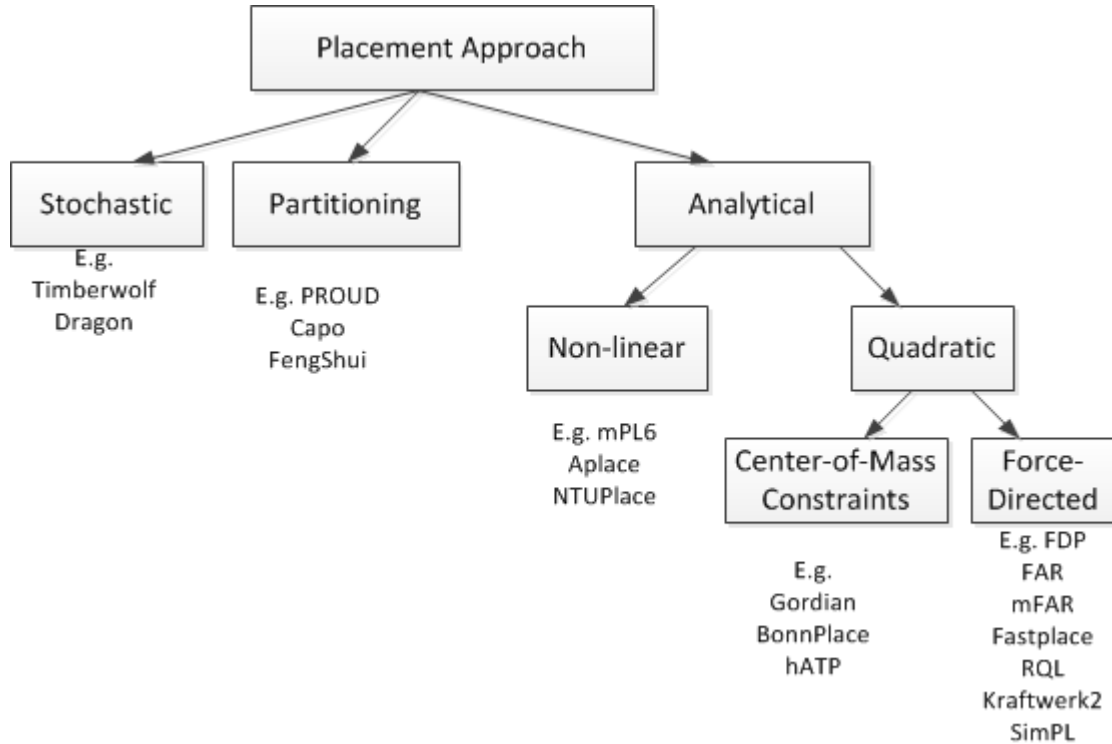 Placement Approach
Stochastic
Partitioning
Analytical
E.g.
Timberwolf
Dragon
E.g. PROUD
Capo
FengShui
Non-linear
Quadratic
E.g. mPL6
Aplace
NTUPlace
Center-of-Mass
Constraints
Force-
Directed
E.g.
Gordian
BonnPlace
hATP
E.g. FDP
FAR
mFAR
Fastplace
RQL
Kraftwerk2
SimPL